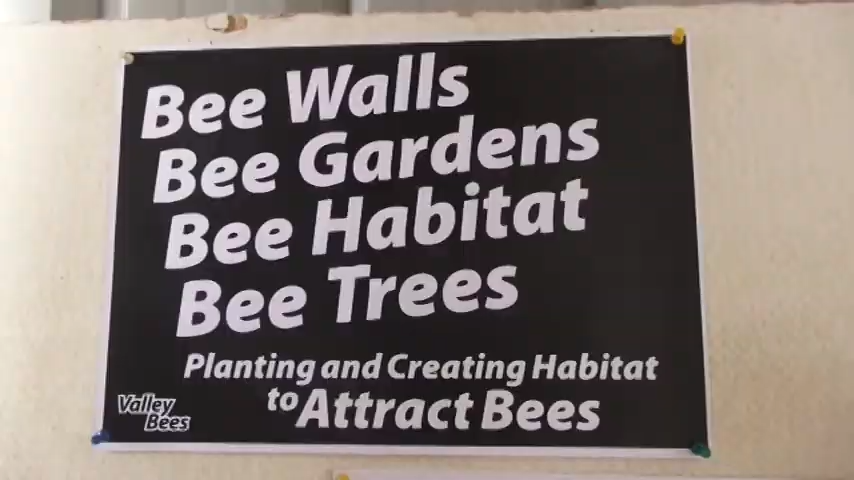 Bee Walls
Bee Gardens
Bee Habitat
Bee Trees
Planting and Creating Habitat
to Attract Bees
Valley
Bees